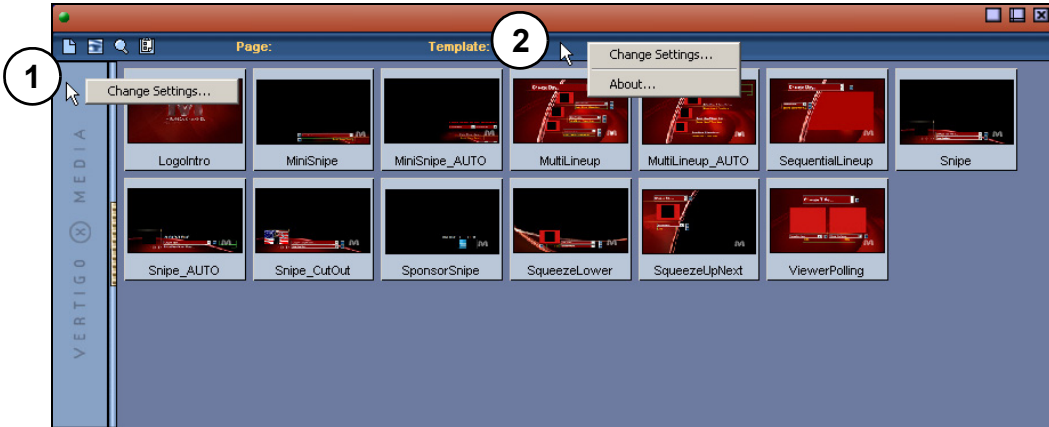 Page:
Template:
2
Change Settings...
About...
1
Change Settings...
LogoIntro
MiniSnipe
MiniSnipe_AUTO
MultiLineup
MultiLineup_AUTO
SequentialLineup
Snipe
Snipe_AUTO
Snipe_CutOut
SponsorSnipe
SqueezeLower
SqueezeUpNext
ViewerPolling
VERTIGO X MEDIA